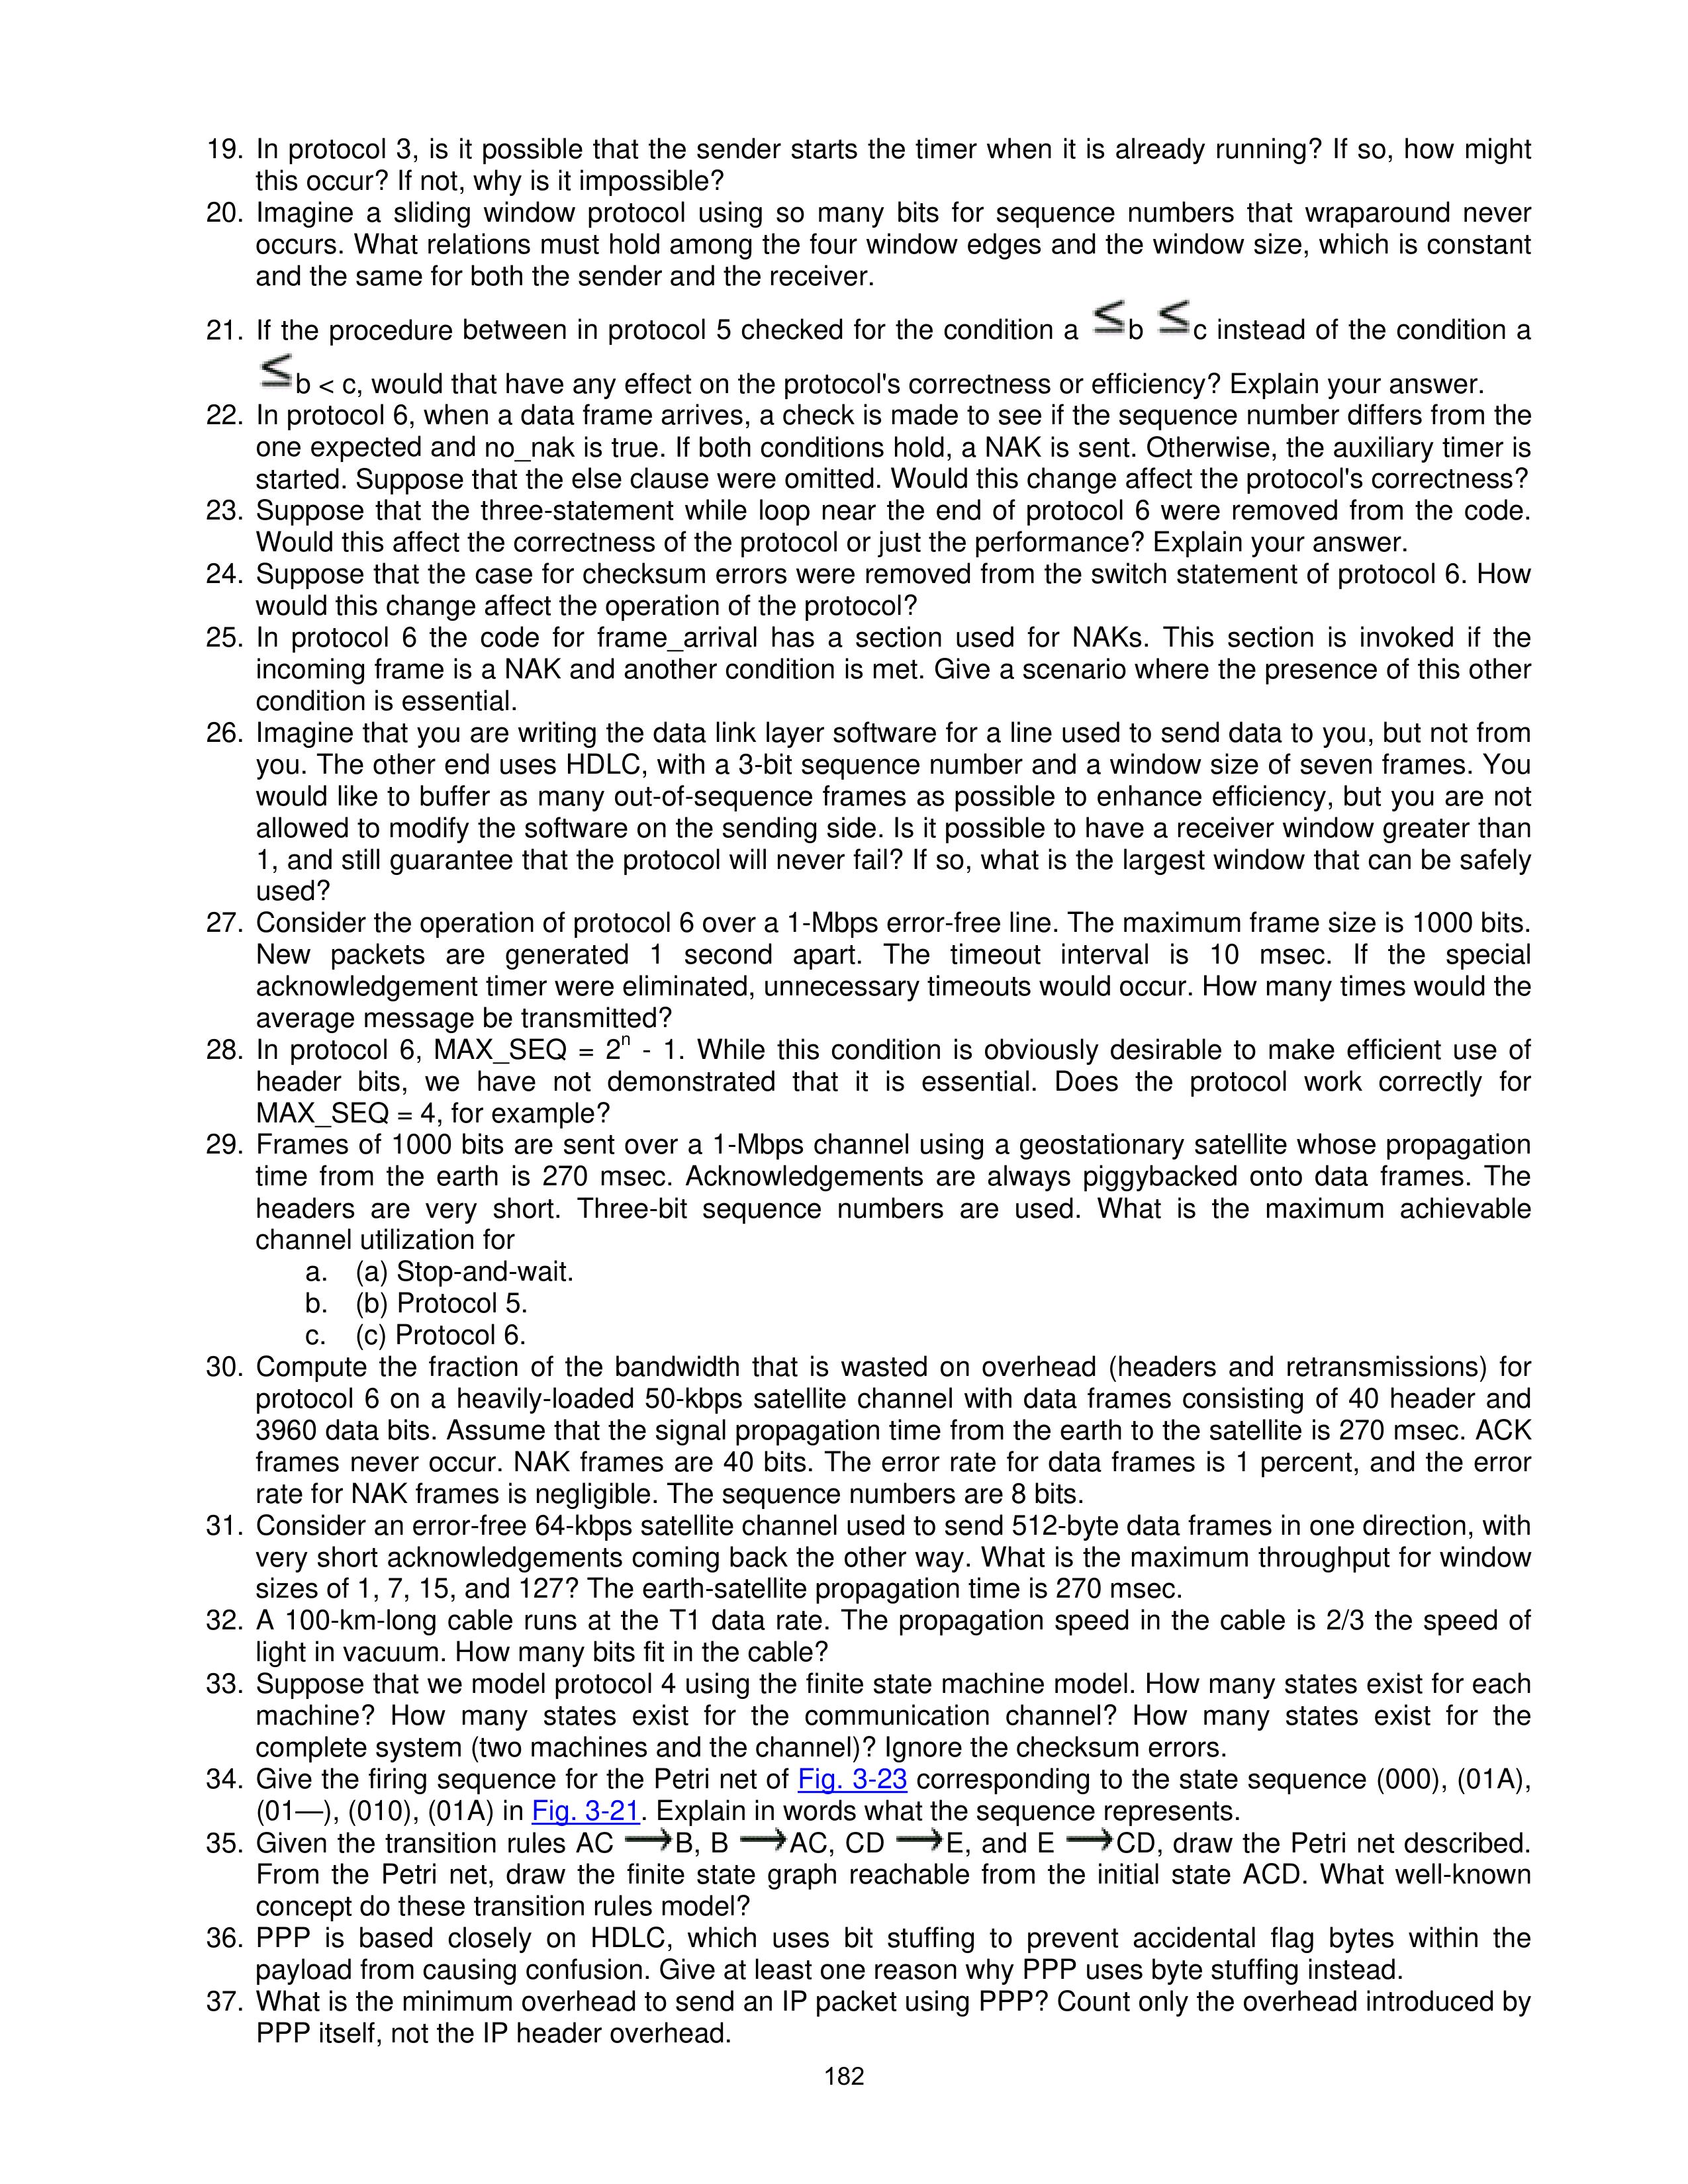 19. In protocol 3, is it possible that the sender starts the timer when it is already running? If so, how might
this occur? If not, why is it impossible?
20. Imagine a sliding window protocol using so many bits for sequence numbers that wraparound never
occurs. What relations must hold among the four window edges and the window size, which is constant
and the same for both the sender and the receiver.
21. If the procedure between in protocol 5 checked for the condition a ≤b ≤c instead of the condition a
≤b < c, would that have any effect on the protocol's correctness or efficiency? Explain your answer.
22. In protocol 6, when a data frame arrives, a check is made to see if the sequence number differs from the
one expected and no_nak is true. If both conditions hold, a NAK is sent. Otherwise, the auxiliary timer is
started. Suppose that the else clause were omitted. Would this change affect the protocol's correctness?
23. Suppose that the three-statement while loop near the end of protocol 6 were removed from the code.
Would this affect the correctness of the protocol or just the performance? Explain your answer.
24. Suppose that the case for checksum errors were removed from the switch statement of protocol 6. How
would this change affect the operation of the protocol?
25. In protocol 6 the code for frame_arrival has a section used for NAKs. This section is invoked if the
incoming frame is a NAK and another condition is met. Give a scenario where the presence of this other
condition is essential.
26. Imagine that you are writing the data link layer software for a line used to send data to you, but not from
you. The other end uses HDLC, with a 3-bit sequence number and a window size of seven frames. You
would like to buffer as many out-of-sequence frames as possible to enhance efficiency, but you are not
allowed to modify the software on the sending side. Is it possible to have a receiver window greater than
1, and still guarantee that the protocol will never fail? If so, what is the largest window that can be safely
used?
27. Consider the operation of protocol 6 over a 1-Mbps error-free line. The maximum frame size is 1000 bits.
New packets are generated 1 second apart. The timeout interval is 10 msec. If the special
acknowledgement timer were eliminated, unnecessary timeouts would occur. How many times would the
average message be transmitted?
28. In protocol 6, MAX_SEQ = 2ⁿ - 1. While this condition is obviously desirable to make efficient use of
header bits, we have not demonstrated that it is essential. Does the protocol work correctly for
MAX_SEQ = 4, for example?
29. Frames of 1000 bits are sent over a 1-Mbps channel using a geostationary satellite whose propagation
time from the earth is 270 msec. Acknowledgements are always piggybacked onto data frames. The
headers are very short. Three-bit sequence numbers are used. What is the maximum achievable
channel utilization for
a. (a) Stop-and-wait.
b. (b) Protocol 5.
c. (c) Protocol 6.
30. Compute the fraction of the bandwidth that is wasted on overhead (headers and retransmissions) for
protocol 6 on a heavily-loaded 50-kbps satellite channel with data frames consisting of 40 header and
3960 data bits. Assume that the signal propagation time from the earth to the satellite is 270 msec. ACK
frames never occur. NAK frames are 40 bits. The error rate for data frames is 1 percent, and the error
rate for NAK frames is negligible. The sequence numbers are 8 bits.
31. Consider an error-free 64-kbps satellite channel used to send 512-byte data frames in one direction, with
very short acknowledgements coming back the other way. What is the maximum throughput for window
sizes of 1, 7, 15, and 127? The earth-satellite propagation time is 270 msec.
32. A 100-km-long cable runs at the T1 data rate. The propagation speed in the cable is 2/3 the speed of
light in vacuum. How many bits fit in the cable?
33. Suppose that we model protocol 4 using the finite state machine model. How many states exist for each
machine? How many states exist for the communication channel? How many states exist for the
complete system (two machines and the channel)? Ignore the checksum errors.
34. Give the firing sequence for the Petri net of Fig. 3-23 corresponding to the state sequence (000), (01A),
(01—), (010), (01A) in Fig. 3-21. Explain in words what the sequence represents.
35. Given the transition rules AC ⟶B, B ⟶AC, CD ⟶E, and E ⟶CD, draw the Petri net described.
From the Petri net, draw the finite state graph reachable from the initial state ACD. What well-known
concept do these transition rules model?
36. PPP is based closely on HDLC, which uses bit stuffing to prevent accidental flag bytes within the
payload from causing confusion. Give at least one reason why PPP uses byte stuffing instead.
37. What is the minimum overhead to send an IP packet using PPP? Count only the overhead introduced by
PPP itself, not the IP header overhead.
182